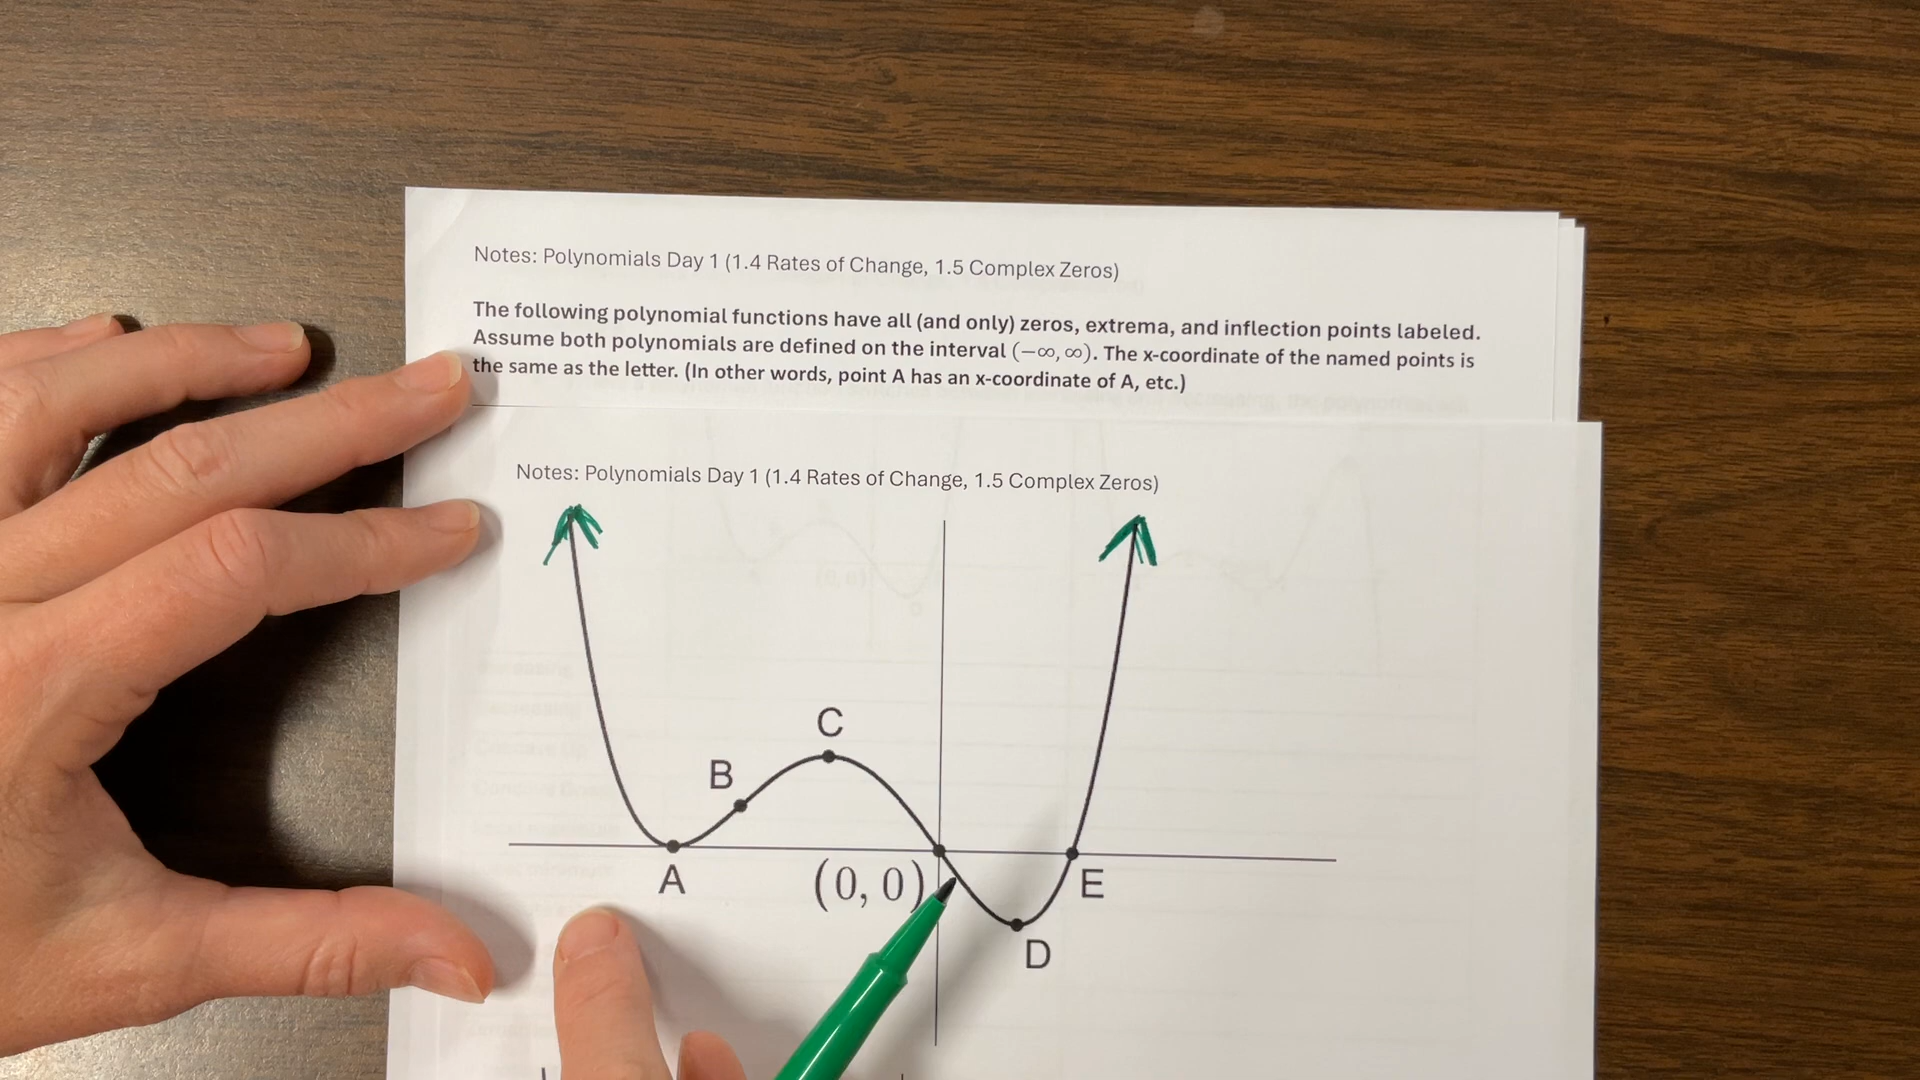 Notes: Polynomials Day 1 (1.4 Rates of Change, 1.5 Complex Zeros)
The following polynomial functions have all (and only) zeros, extrema, and inflection points labeled.
Assume both polynomials are defined on the interval (−∞, ∞). The x-coordinate of the named points is
the same as the letter. (In other words, point A has an x-coordinate of A, etc.)
Notes: Polynomials Day 1 (1.4 Rates of Change, 1.5 Complex Zeros)
C
B
A
(0, 0)
E
D